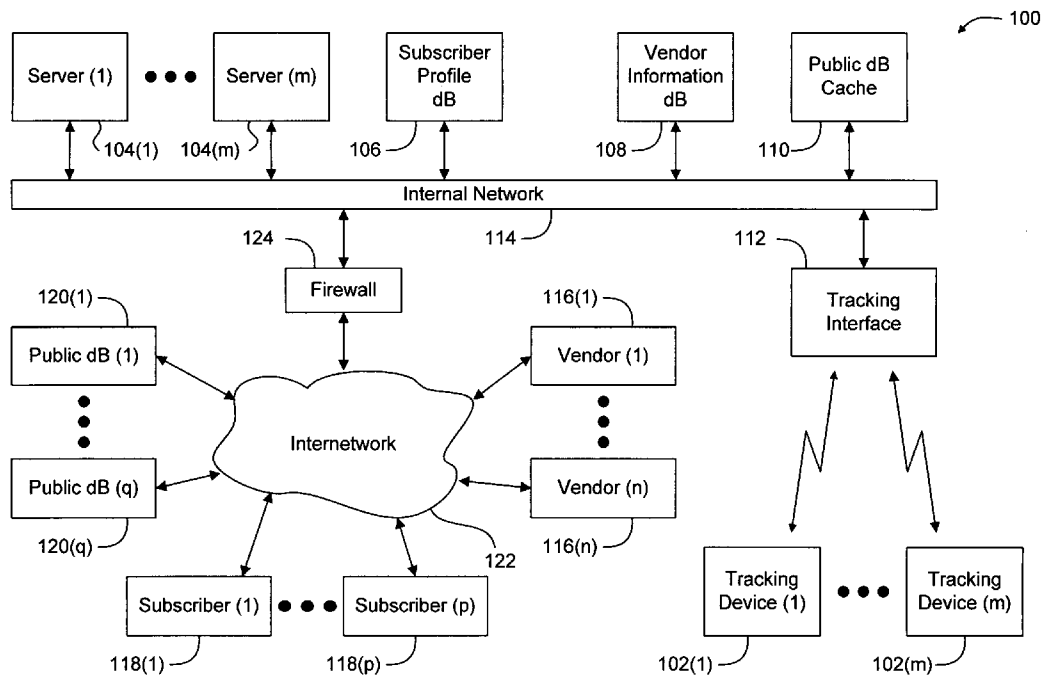 100
Server (1)
Server (m)
Subscriber
Profile
dB
Vendor
Information
dB
Public dB
Cache
104(1)
104(m)
106
108
110
Internal Network
124
114
112
Firewall
Tracking
Interface
120(1)
116(1)
Public dB (1)
Vendor (1)
Internetwork
Public dB (q)
Vendor (n)
120(q)
122
116(n)
Subscriber (1)
Subscriber (p)
Tracking
Device (1)
Tracking
Device (m)
118(1)
118(p)
102(1)
102(m)